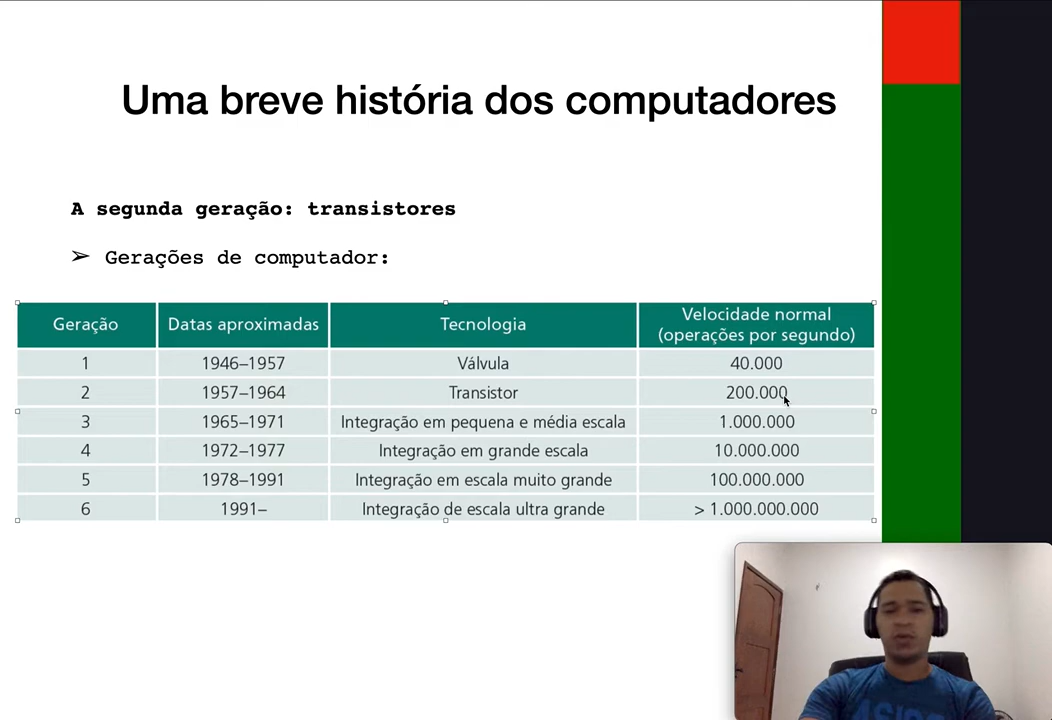 Uma breve história dos computadores
A segunda geração: transistores
➢ Gerações de computador:
Geração Datas aproximadas Tecnologia Velocidade normal (operações por segundo)
1 1946–1957 Válvula 40.000
2 1957–1964 Transistor 200.000
3 1965–1971 Integração em pequena e média escala 1.000.000
4 1972–1977 Integração em grande escala 10.000.000
5 1978–1991 Integração em escala muito grande 100.000.000
6 1991– Integração de escala ultra grande > 1.000.000.000